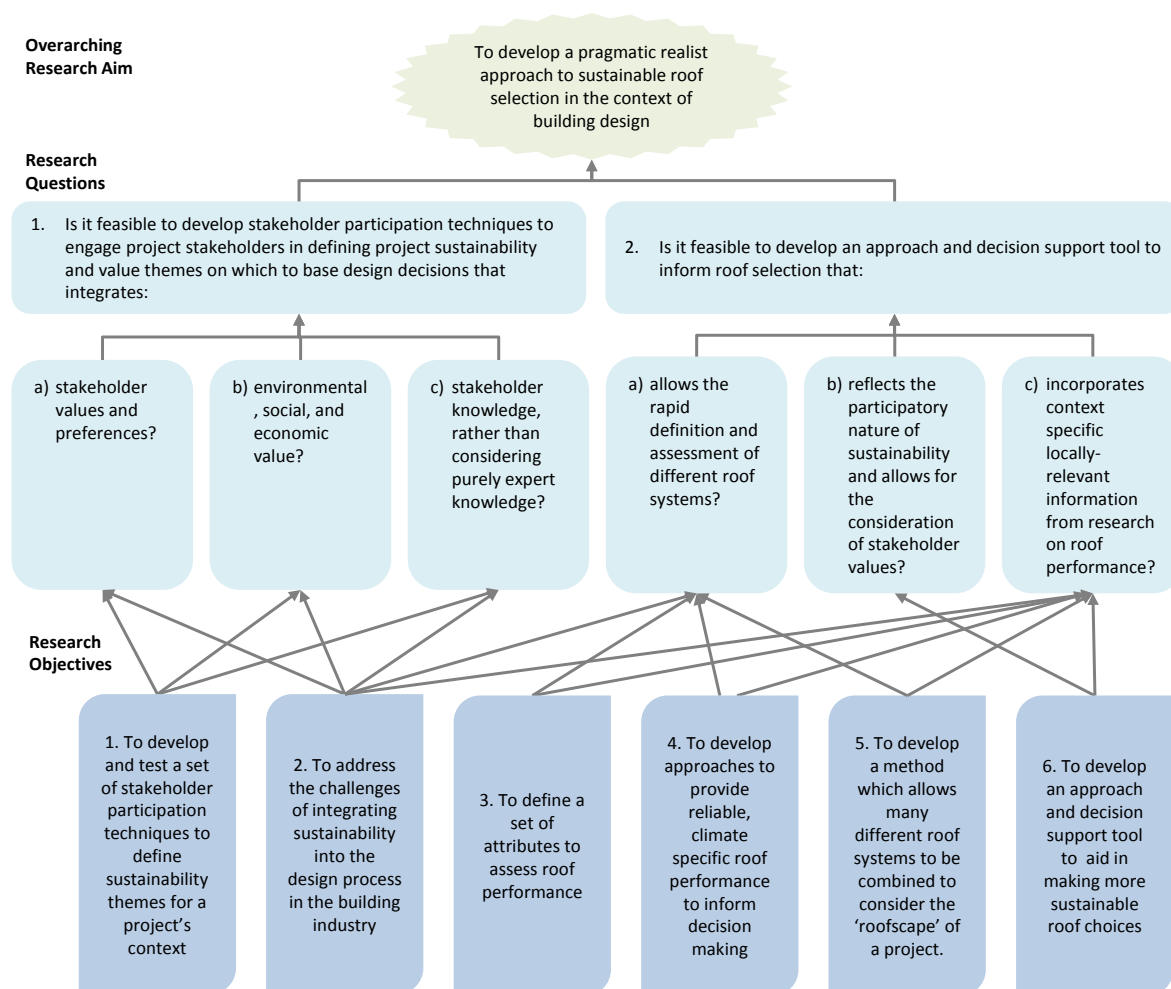 Overarching
Research Aim
To develop a pragmatic realist
approach to sustainable roof
selection in the context of
building design
Research
Questions
1. Is it feasible to develop stakeholder participation techniques to
engage project stakeholders in defining project sustainability
and value themes on which to base design decisions that
integrates:
2. Is it feasible to develop an approach and decision support tool to
inform roof selection that:
a) stakeholder
values and
preferences?
b) environmental
, social, and
economic
value?
c) stakeholder
knowledge,
rather than
considering
purely expert
knowledge?
a) allows the
rapid
definition and
assessment of
different roof
systems?
b) reflects the
participatory
nature of
sustainability
and allows for
the
consideration
of stakeholder
values?
c) incorporates
context
specific
locally-
relevant
information
from research
on roof
performance?
Research
Objectives
1. To develop
and test a set
of stakeholder
participation
techniques to
define
sustainability
themes for a
project's
context
2. To address
the challenges
of integrating
sustainability
into the
design process
in the building
industry
3. To define a
set of
attributes to
assess roof
performance
4. To develop
approaches to
provide
reliable,
climate
specific roof
performance
to inform
decision
making
5. To develop
a method
which allows
many
different roof
systems to be
combined to
consider the
‘roofscape’ of
a project.
6. To develop
an approach
and decision
support tool
to aid in
making more
sustainable
roof choices